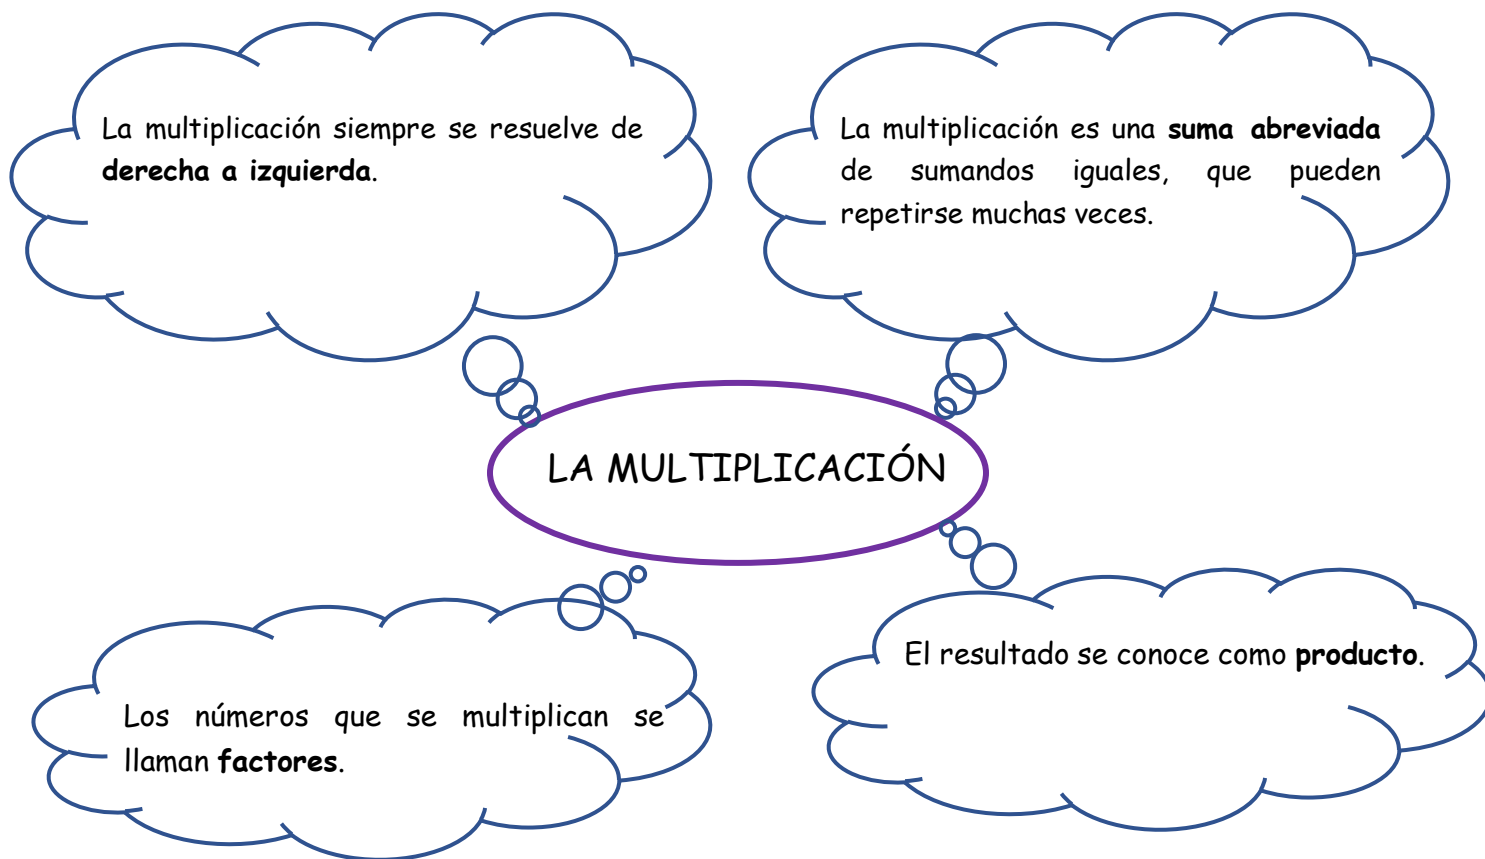 La multiplicación siempre se resuelve de
derecha a izquierda.
La multiplicación es una suma abreviada
de sumandos iguales, que pueden
repetirse muchas veces.
LA MULTIPLICACIÓN
Los números que se multiplican se
llaman factores.
El resultado se conoce como producto.